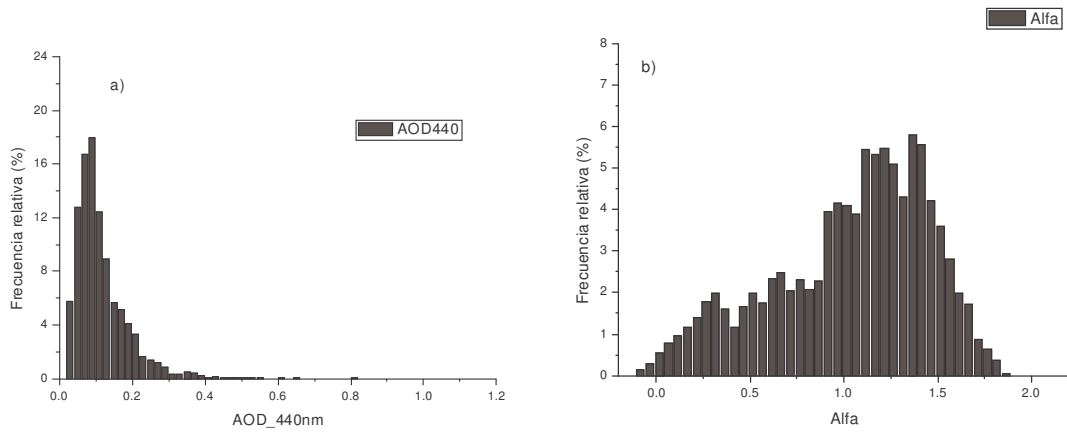 a)
AOD440
24
20
16
12
8
4
0
Frecuencia relativa (%)
0.0 0.2 0.4 0.6 0.8 1.0 1.2
AOD_440nm
Alfa
b)
8
7
6
5
4
3
2
1
0
Frecuencia relativa (%)
0.0 0.5 1.0 1.5 2.0
Alfa